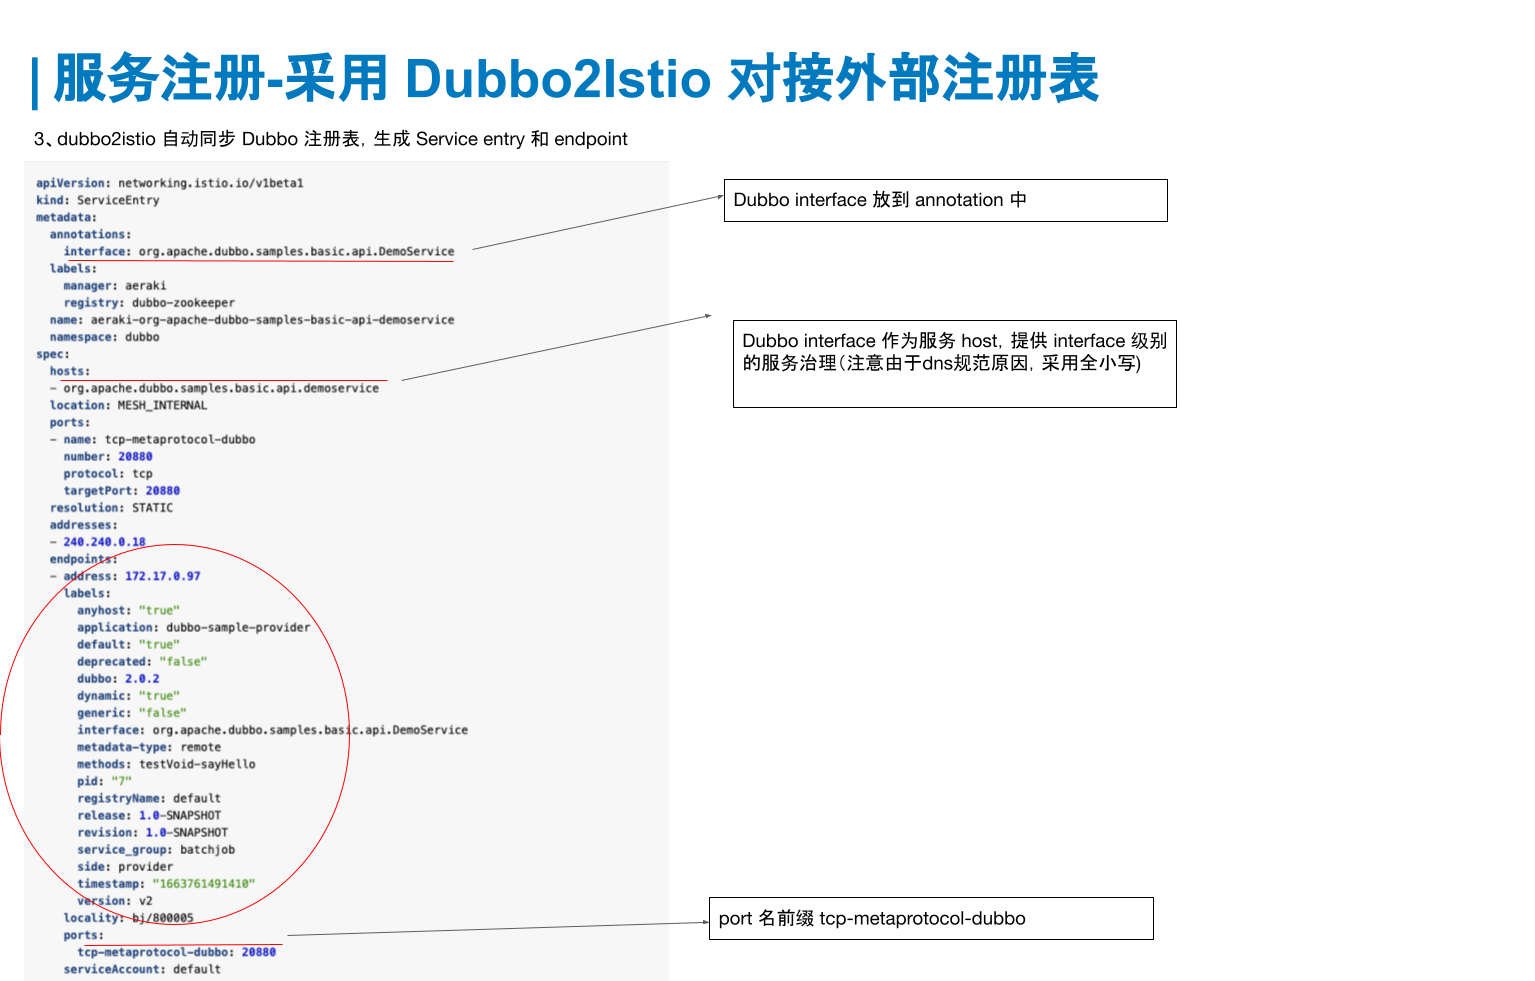 | 服务注册-采用 Dubbo2Istio 对接外部注册表
3、dubbo2istio 自动同步 Dubbo 注册表，生成 Service entry 和 endpoint
apiVersion: networking.istio.io/v1beta1
kind: ServiceEntry
metadata:
  annotations:
    interface: org.apache.dubbo.samples.basic.api.DemoService
  labels:
    manager: aeraki
    registry: dubbo-zookeeper
  name: aeraki-org-apache-dubbo-samples-basic-api-demoservice
  namespace: dubbo
spec:
  hosts:
  - org.apache.dubbo.samples.basic.api.demoservice
  location: MESH_INTERNAL
  ports:
  - name: tcp-metaprotocol-dubbo
    number: 20880
    protocol: tcp
    targetPort: 20880
  resolution: STATIC
  addresses:
  - 240.240.0.18
  endpoints:
  - address: 172.17.0.97
    labels:
      anyhost: "true"
      application: dubbo-sample-provider
      default: "true"
      deprecated: "false"
      dubbo: 2.0.2
      dynamic: "true"
      generic: "false"
      interface: org.apache.dubbo.samples.basic.api.DemoService
      metadata-type: remote
      methods: testVoid-sayHello
      pid: "7"
      registryName: default
      release: 1.0-SNAPSHOT
      revision: 1.0-SNAPSHOT
      service_group: batchjob
      side: provider
      timestamp: "1663761491410"
      version: v2
    locality: bj/800005
    ports:
      tcp-metaprotocol-dubbo: 20880
    serviceAccount: default
Dubbo interface 放到 annotation 中
Dubbo interface 作为服务 host，提供 interface 级别
的服务治理（注意由于dns规范原因，采用全小写)
port 名前缀 tcp-metaprotocol-dubbo